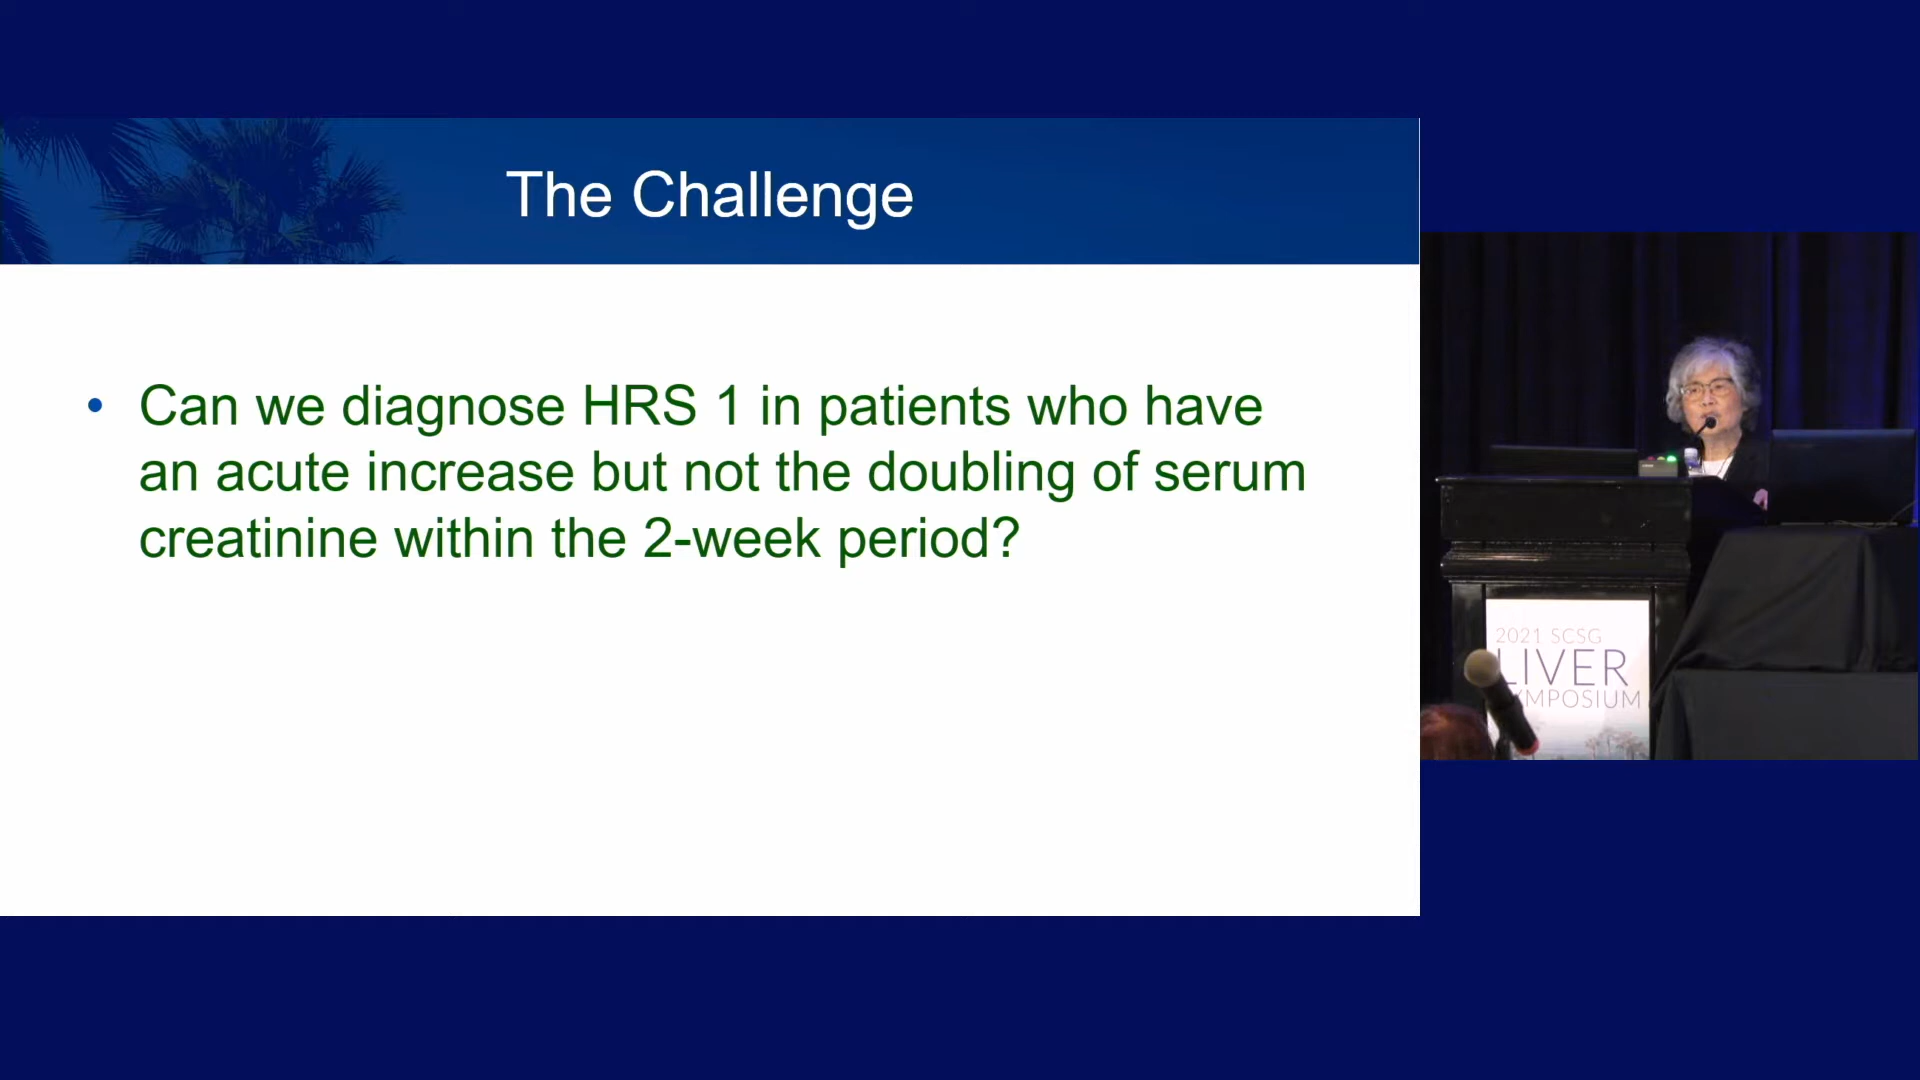 The Challenge
• Can we diagnose HRS 1 in patients who have
an acute increase but not the doubling of serum
creatinine within the 2-week period?
2021 SCSG
LIVER
YMPOSIUM